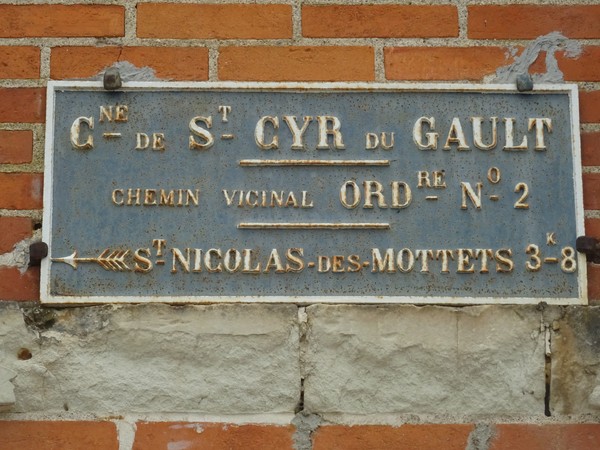 CNE DE ST CYR DU GAULT
CHEMIN VICINAL ORDRE NO 2
ST NICOLAS-DES-MOTTETS 3K8